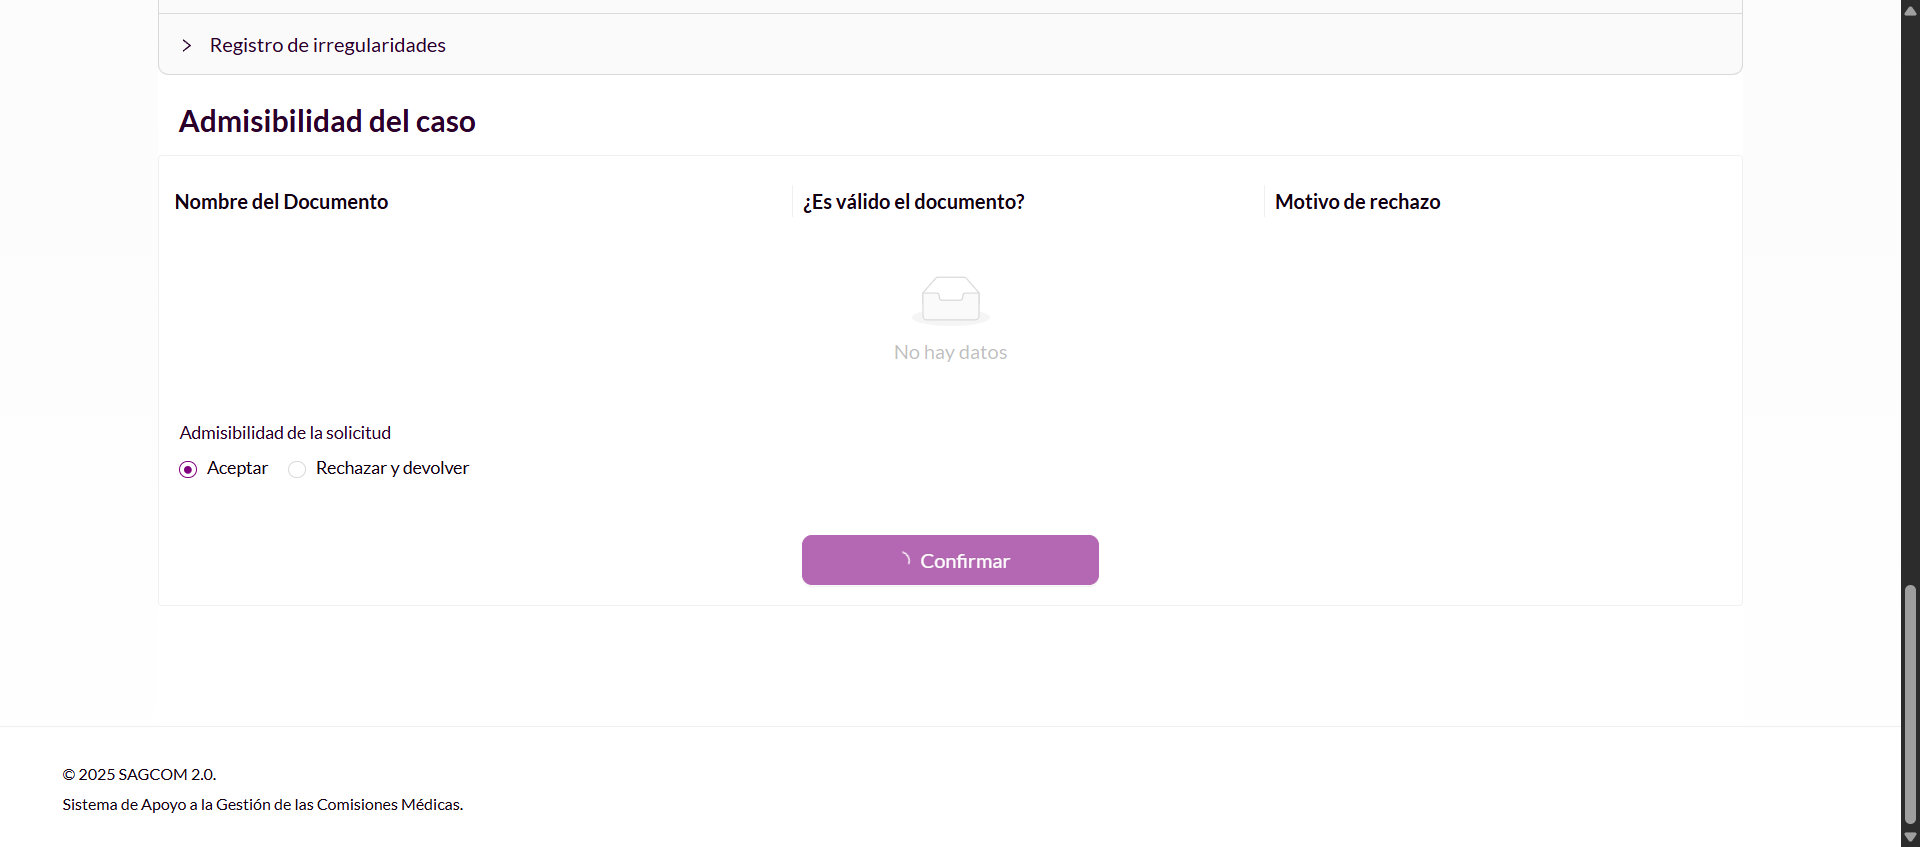 Registro de irregularidades
Admisibilidad del caso
Nombre del Documento
¿Es válido el documento?
Motivo de rechazo
No hay datos
Admisibilidad de la solicitud
Aceptar
Rechazar y devolver
Confirmar
© 2025 SAGCOM 2.0.
Sistema de Apoyo a la Gestión de las Comisiones Médicas.